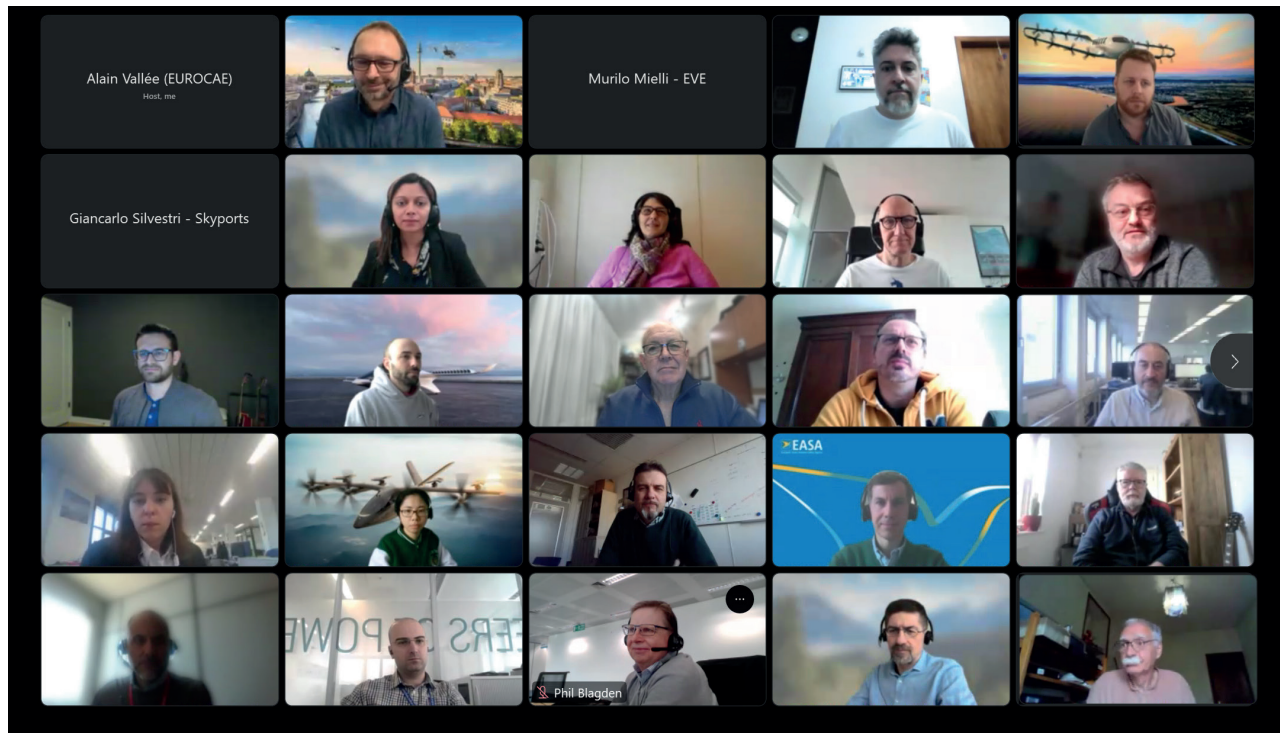 Alain Vallée (EUROCAE)
Host, me
Murilo Mielli - EVE
Giancarlo Silvestri - Skyports
EASA
Phil Blagden